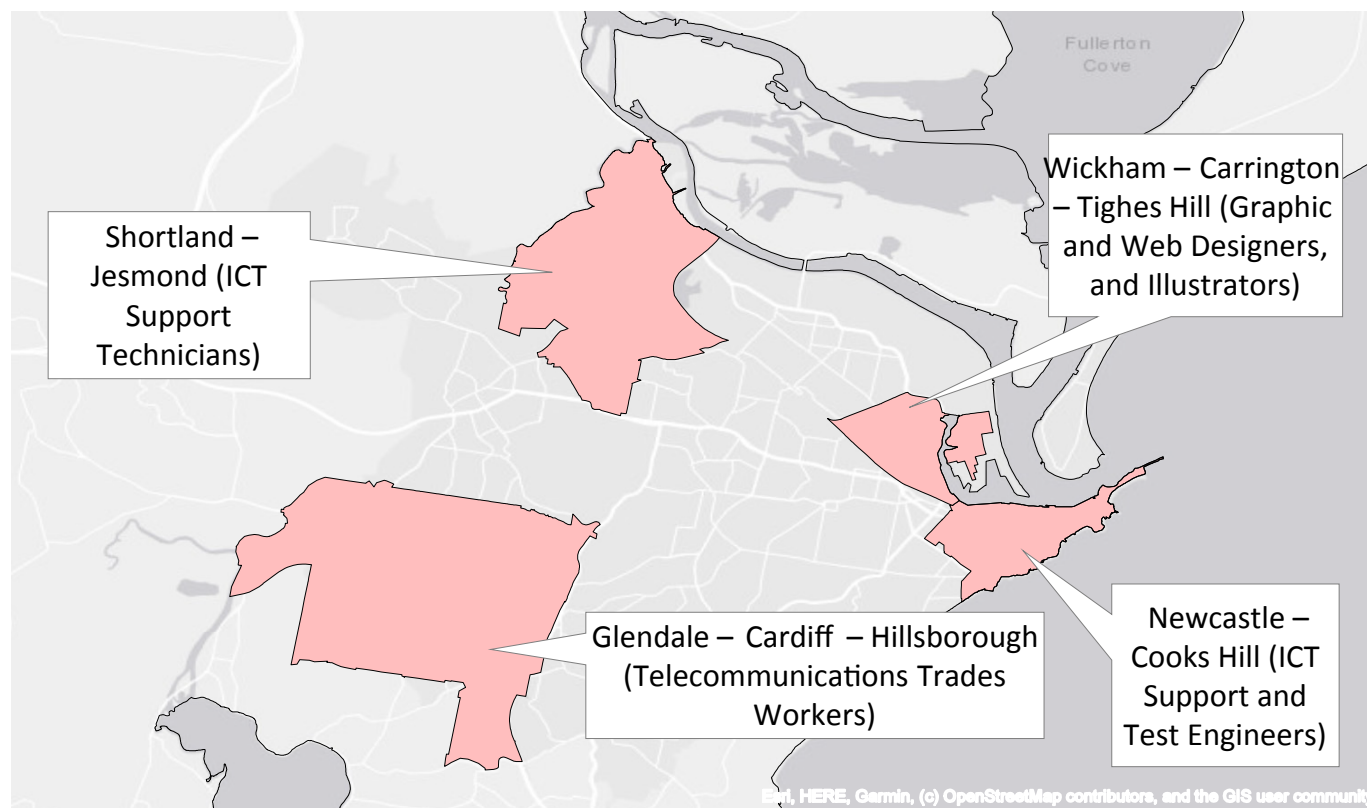 Fullerton
Cove
Wickham – Carrington
– Tighes Hill (Graphic
and Web Designers,
and Illustrators)
Shortland –
Jesmond (ICT
Support
Technicians)
Glendale – Cardiff – Hillsborough
(Telecommunications Trades
Workers)
Newcastle –
Cooks Hill (ICT
Support and
Test Engineers)
Esri, HERE, Garmin, (c) OpenStreetMap contributors, and the GIS user communit